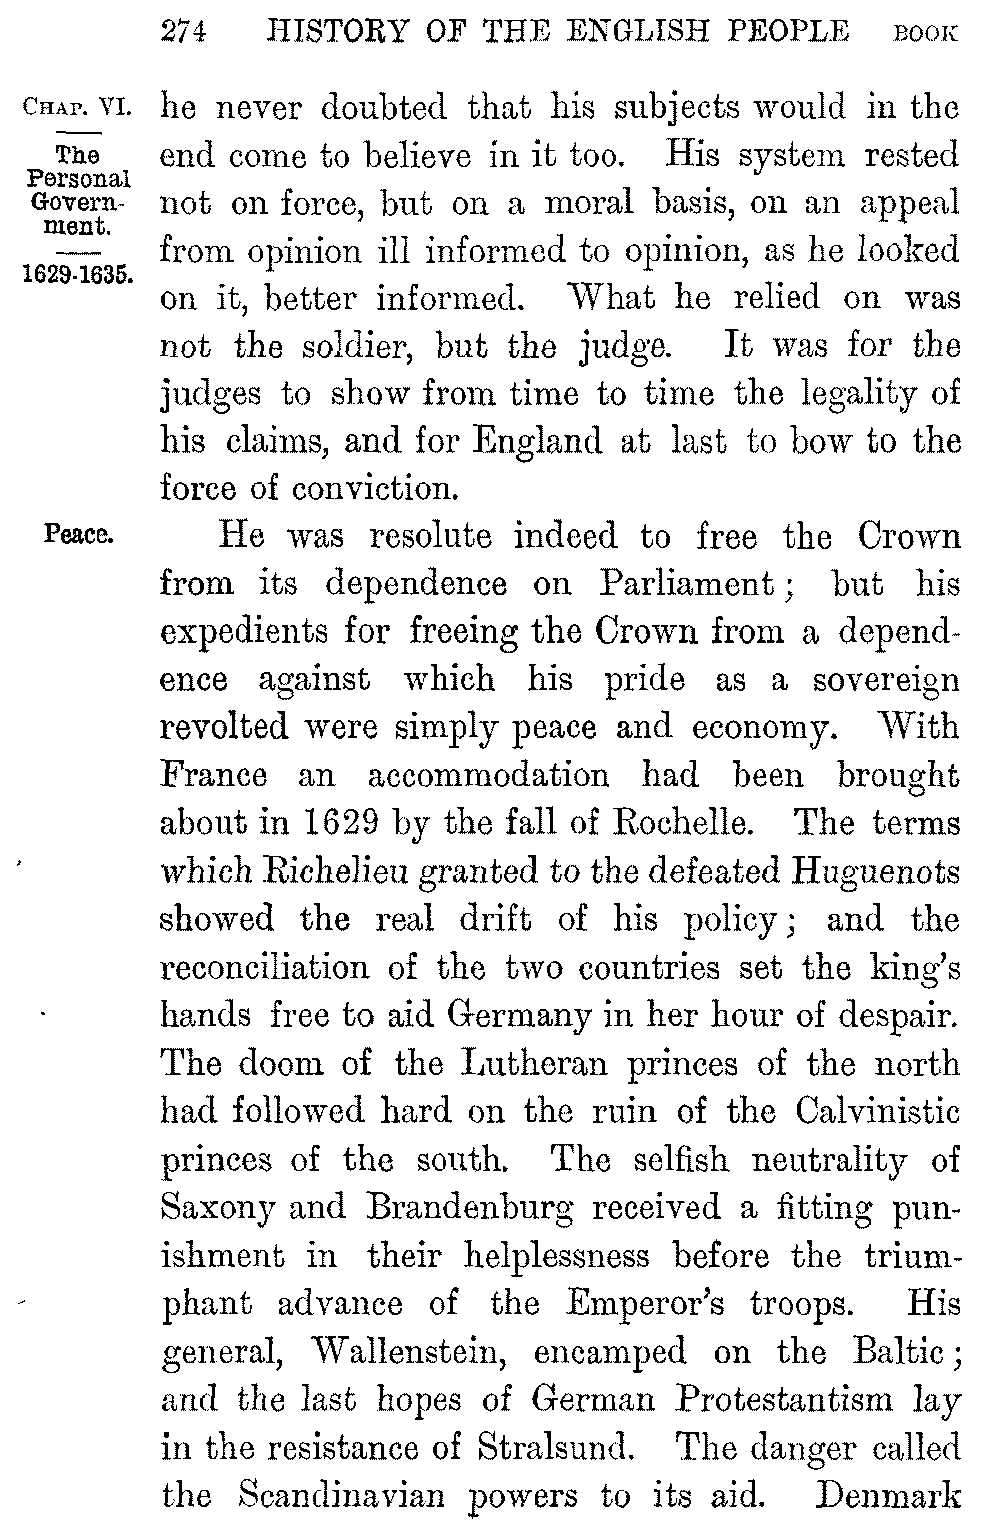 274 HISTORY OF THE ENGLISH PEOPLE BOOK
CHAP. VI.
The
Personal
Govern-
ment.
1629-1635.
he never doubted that his subjects would in the
end come to believe in it too. His system rested
not on force, but on a moral basis, on an appeal
from opinion ill informed to opinion, as he looked
on it, better informed. What he relied on was
not the soldier, but the judge. It was for the
judges to show from time to time the legality of
his claims, and for England at last to bow to the
force of conviction.
Peace.
He was resolute indeed to free the Crown
from its dependence on Parliament; but his
expedients for freeing the Crown from a depend-
ence against which his pride as a sovereign
revolted were simply peace and economy. With
France an accommodation had been brought
about in 1629 by the fall of Rochelle. The terms
which Richelieu granted to the defeated Huguenots
showed the real drift of his policy; and the
reconciliation of the two countries set the king's
hands free to aid Germany in her hour of despair.
The doom of the Lutheran princes of the north
had followed hard on the ruin of the Calvinistic
princes of the south. The selfish neutrality of
Saxony and Brandenburg received a fitting pun-
ishment in their helplessness before the trium-
phant advance of the Emperor's troops. His
general, Wallenstein, encamped on the Baltic;
and the last hopes of German Protestantism lay
in the resistance of Stralsund. The danger called
the Scandinavian powers to its aid. Denmark